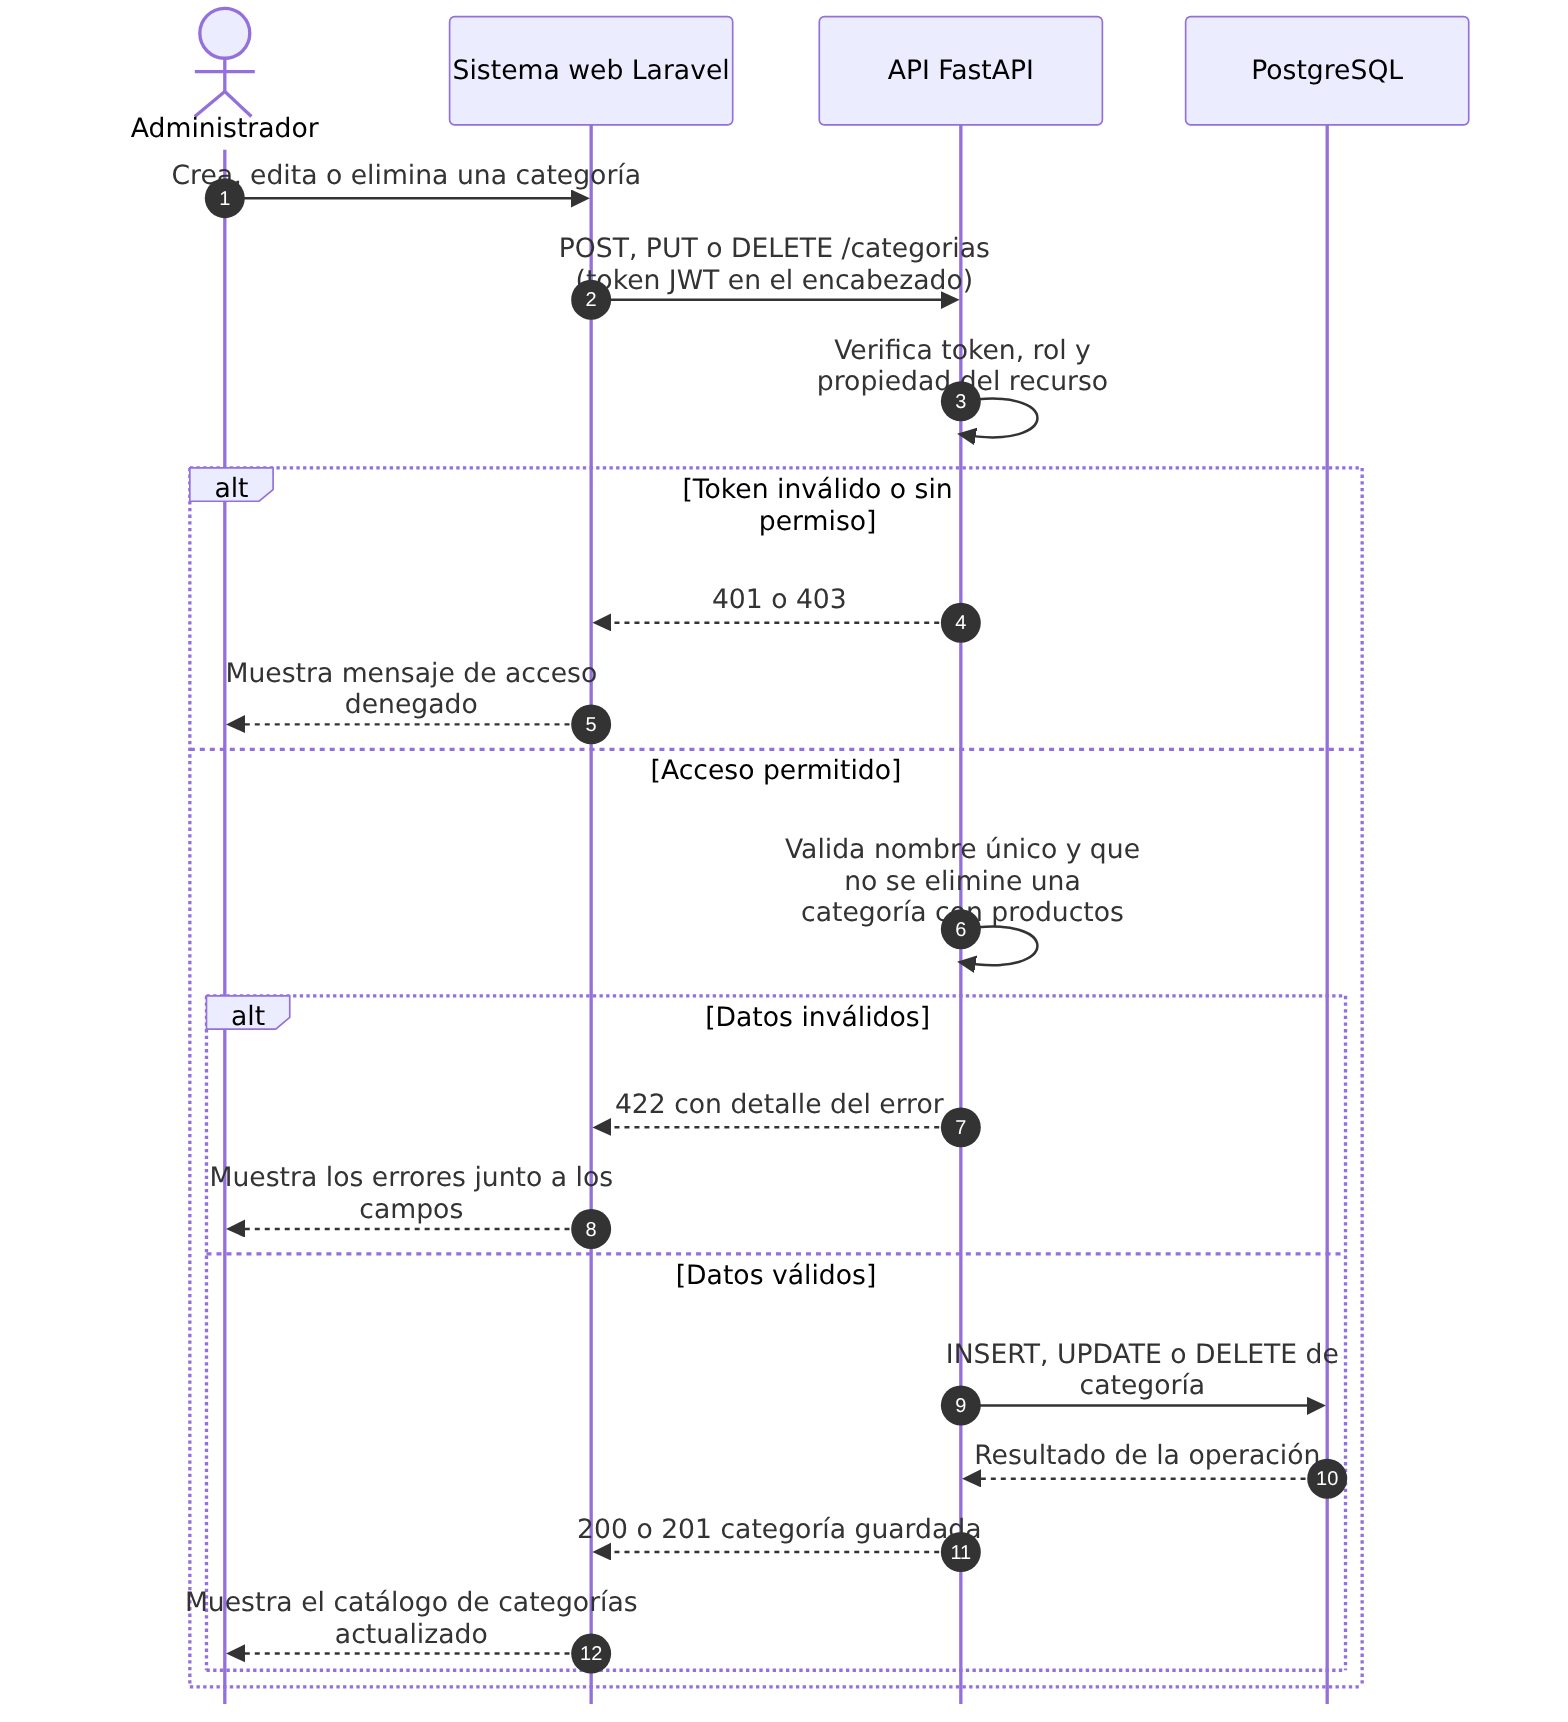 Administrador
Sistema web Laravel
API FastAPI
PostgreSQL
Crea, edita o elimina una categoría
1
POST, PUT o DELETE /categorias
(token JWT en el encabezado)
2
Verifica token, rol y
propiedad del recurso
3
alt
[Token inválido o sin
permiso]
401 o 403
4
Muestra mensaje de acceso
denegado
5
[Acceso permitido]
Valida nombre único y que
no se elimine una
categoría con productos
6
alt
[Datos inválidos]
422 con detalle del error
7
Muestra los errores junto a los
campos
8
[Datos válidos]
INSERT, UPDATE o DELETE de
categoría
9
Resultado de la operación
10
200 o 201 categoría guardada
11
Muestra el catálogo de categorías
actualizado
12